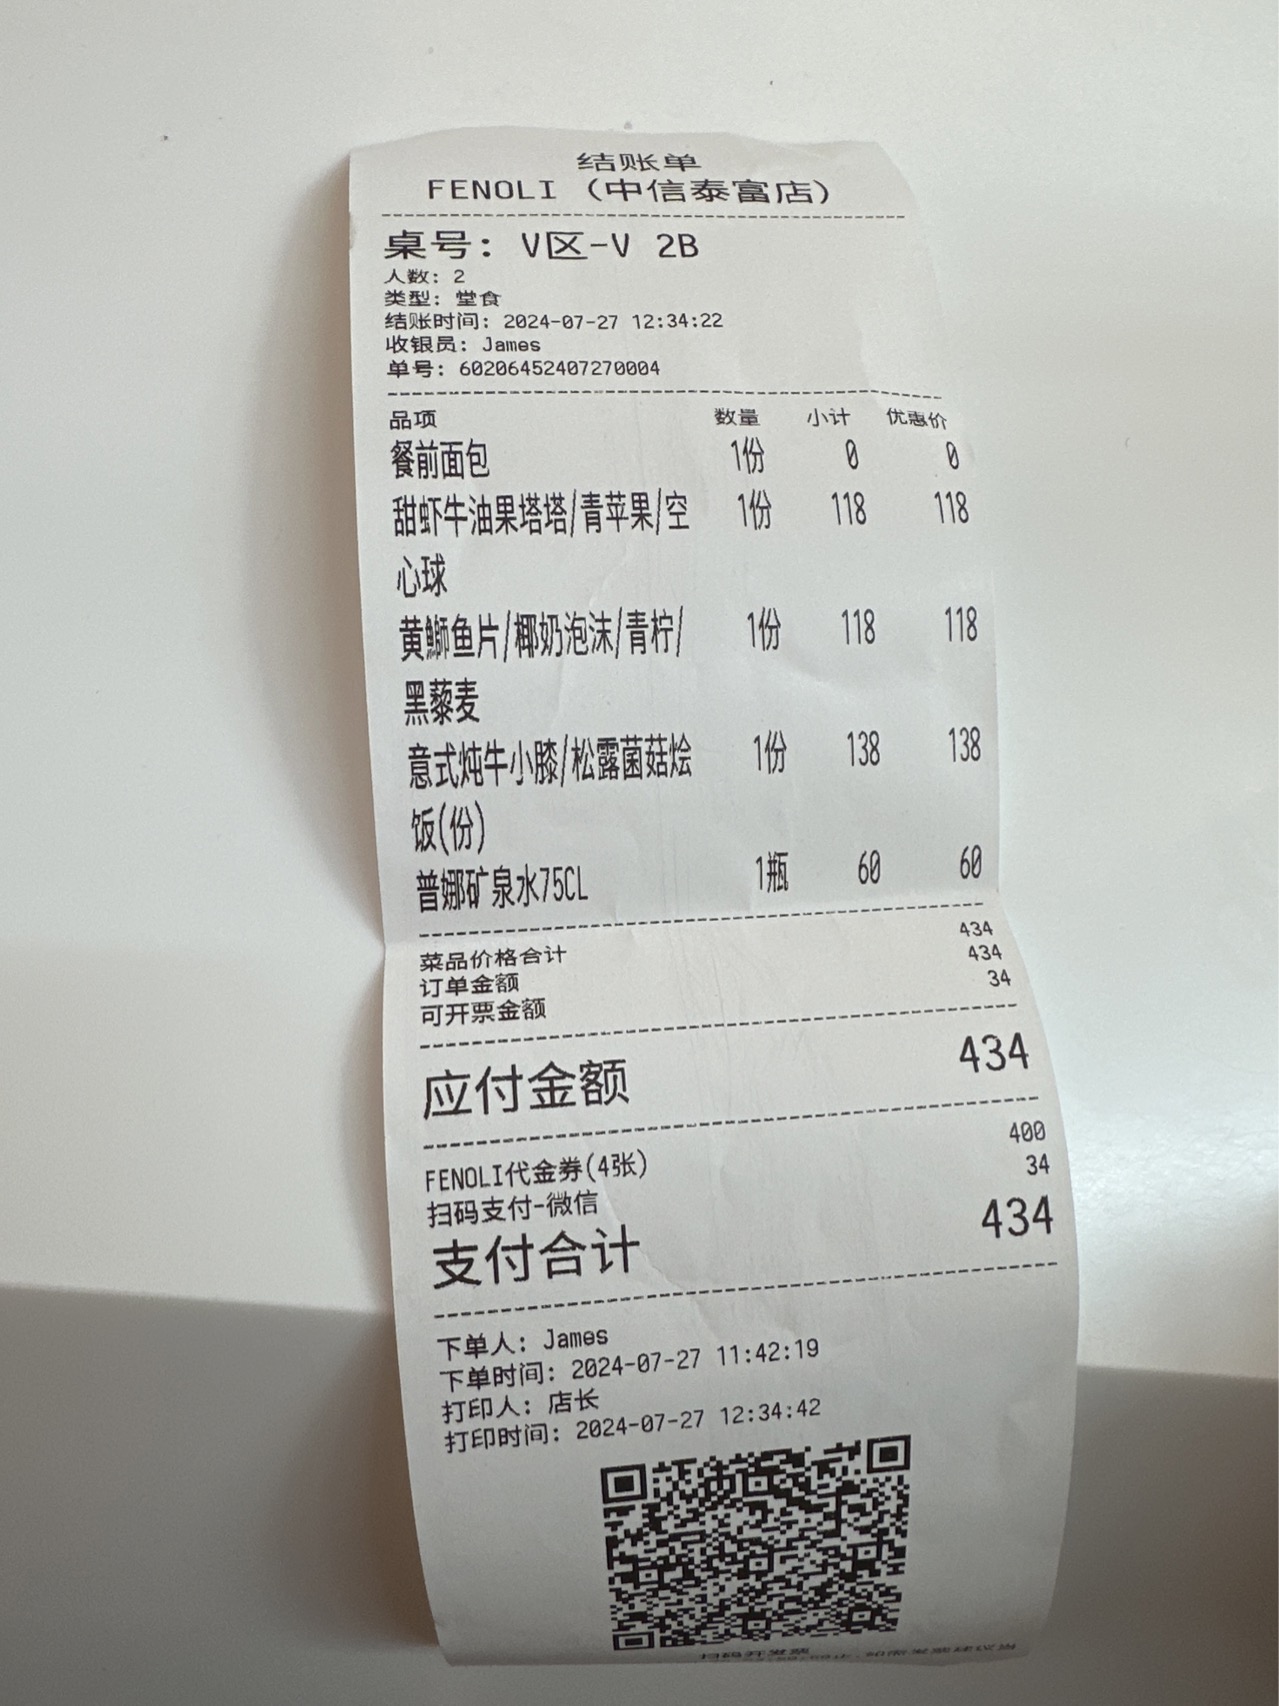 结账单
FENOLI (中信泰富店)
桌号: V区-V 2B
人数: 2
类型: 堂食
结账时间: 2024-07-27 12:34:22
收银员: James
单号: 60206452407270004
品项 数量 小计 优惠价
餐前面包 1份 0 0
甜虾牛油果塔塔/青苹果/空 1份 118 118
心球
黄鰤鱼片/椰奶泡沫/青柠/ 1份 118 118
黑藜麦
意式炖牛小膝/松露菌菇烩 1份 138 138
饭(份)
普娜矿泉水75CL 1瓶 60 60
菜品价格合计 434
订单金额 434
可开票金额 34
应付金额 434
FENOLI代金券(4张) 400
扫码支付-微信 34
支付合计 434
下单人: James
下单时间: 2024-07-27 11:42:19
打印人: 店长
打印时间: 2024-07-27 12:34:42
扫码开发票